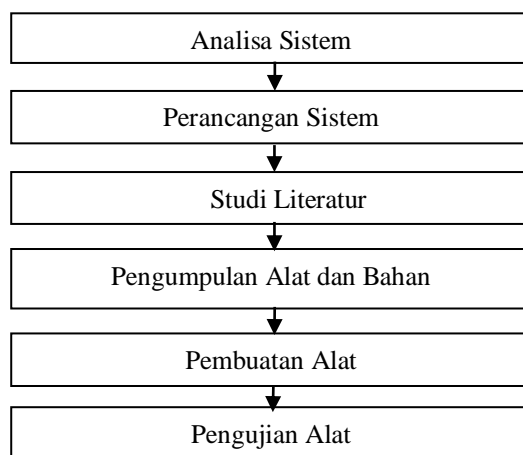 Analisa Sistem
Perancangan Sistem
Studi Literatur
Pengumpulan Alat dan Bahan
Pembuatan Alat
Pengujian Alat